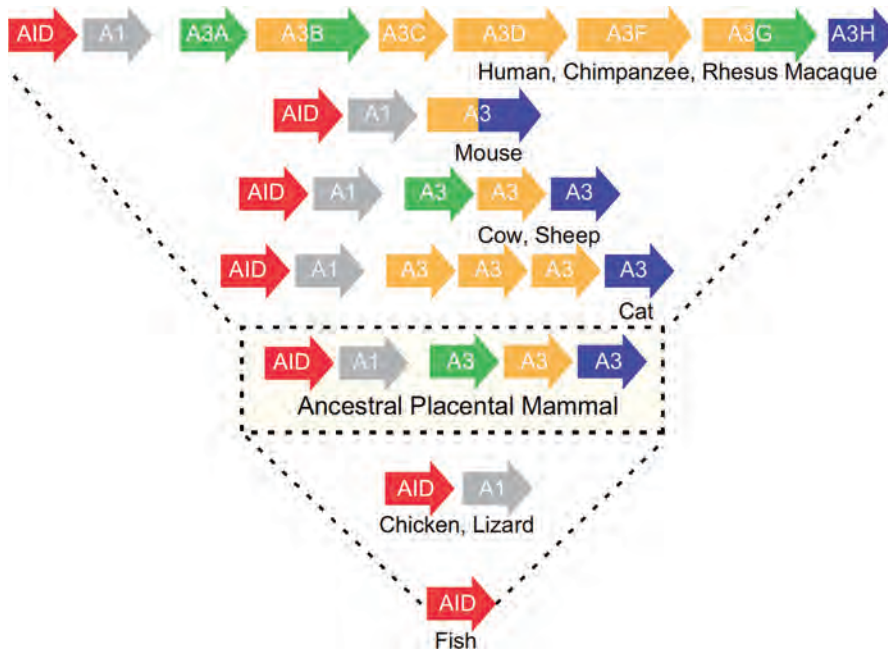 AID A1 A3A A3B A3C A3D A3F A3G A3H
Human, Chimpanzee, Rhesus Macaque
AID A1 A3
Mouse
AID A1 A3 A3 A3
Cow, Sheep
AID A1 A3 A3 A3 A3
Cat
AID A1 A3 A3 A3
Ancestral Placental Mammal
AID A1
Chicken, Lizard
AID
Fish